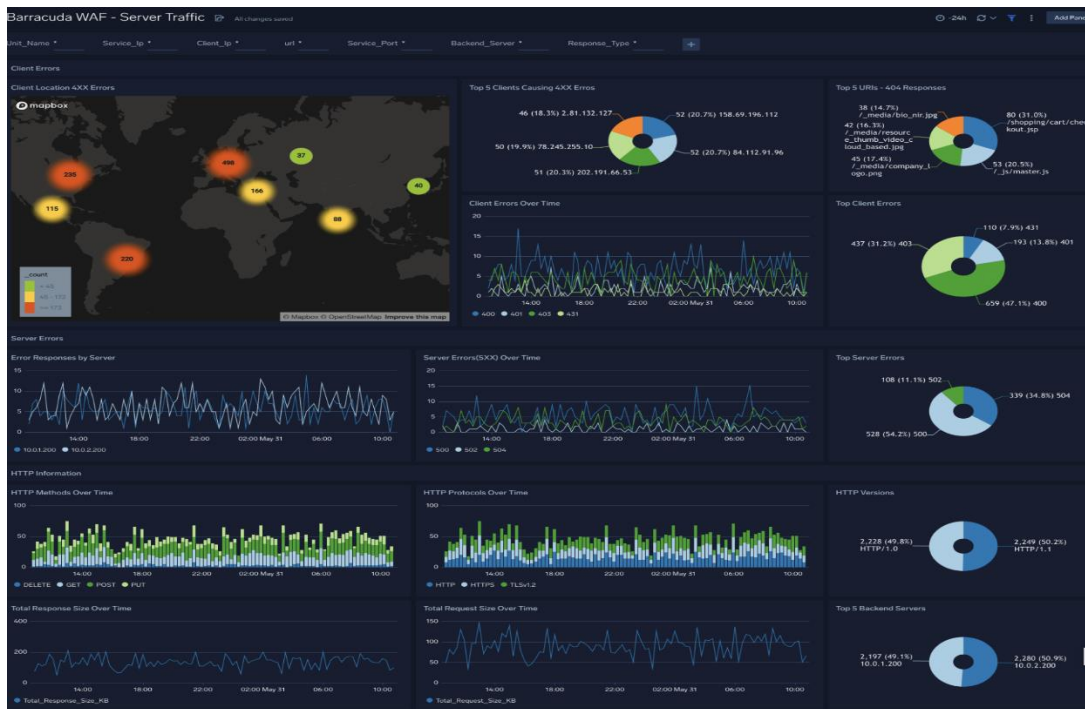 Barracuda WAF - Server Traffic All changes saved
-24h
Add Pane
Unit_Name * Service_Ip * Client_Ip * url * Service_Port * Backend_Server * Response_Type *
Client Errors
Client Location 4XX Errors
mapbox
295
498
37
166
40
115
88
220
_count
© Mapbox © OpenStreetMap Improve this map
Top 5 Clients Causing 4XX Erros
46 (18.3%) 2.81.132.127
52 (20.7%) 158.69.196.112
50 (19.9%) 78.245.255.10
52 (20.7%) 84.112.91.96
51 (20.3%) 202.191.66.53
Top 5 URIs - 404 Responses
38 (14.7%)
/_media/bio_nir.jpg
80 (31.0%)
/shopping/cart/chec
kout.jsp
42 (16.3%)
/_media/resourc
e_thumb_video_c
loud_based.jpg
45 (17.4%)
/_media/company_l
ogo.png
53 (20.5%)
/_js/master.js
Client Errors Over Time
20
15
10
5
0
14:00 18:00 22:00 02:00 May 31 06:00 10:00
400 401 403 431
Top Client Errors
110 (7.9%) 431
437 (31.2%) 403
193 (13.8%) 401
659 (47.1%) 400
Server Errors
Error Responses by Server
15
10
5
0
14:00 18:00 22:00 02:00 May 31 06:00 10:00
10.0.1.200 10.0.2.200
Server Errors(5XX) Over Time
20
15
10
5
0
14:00 18:00 22:00 02:00 May 31 06:00 10:00
500 502 504
Top Server Errors
108 (11.1%) 502
339 (34.8%) 504
528 (54.2%) 500
HTTP Information
HTTP Methods Over Time
100
50
0
14:00 18:00 22:00 02:00 May 31 06:00 10:00
DELETE GET POST PUT
HTTP Protocols Over Time
100
50
0
14:00 18:00 22:00 02:00 May 31 06:00 10:00
HTTP HTTPS TLSv1.2
HTTP Versions
2,228 (49.8%)
HTTP/1.0
2,249 (50.2%)
HTTP/1.1
Total Response Size Over Time
400
200
0
14:00 18:00 22:00 02:00 May 31 06:00 10:00
Total_Response_Size_KB
Total Request Size Over Time
150
100
50
0
14:00 18:00 22:00 02:00 May 31 06:00 10:00
Total_Request_Size_KB
Top 5 Backend Servers
2,197 (49.1%)
10.0.1.200
2,280 (50.9%)
10.0.2.200